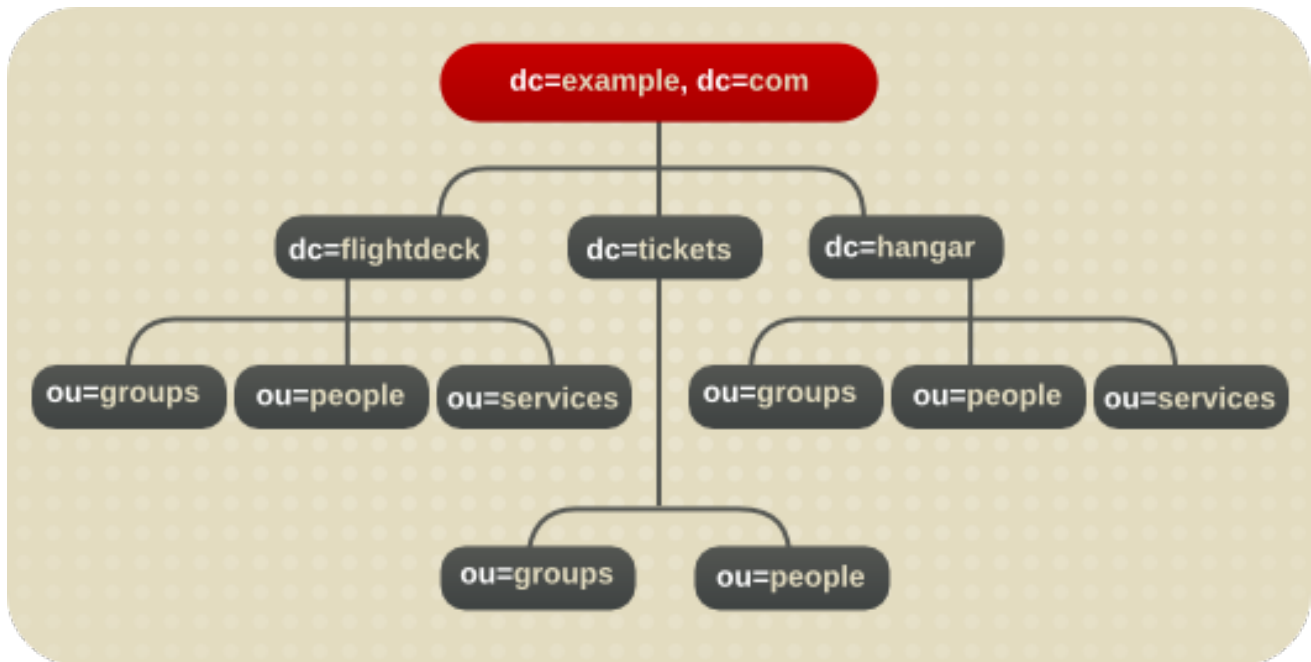 dc=example, dc=com
dc=flightdeck
dc=tickets
dc=hangar
ou=groups
ou=people
ou=services
ou=groups
ou=people
ou=services
ou=groups
ou=people